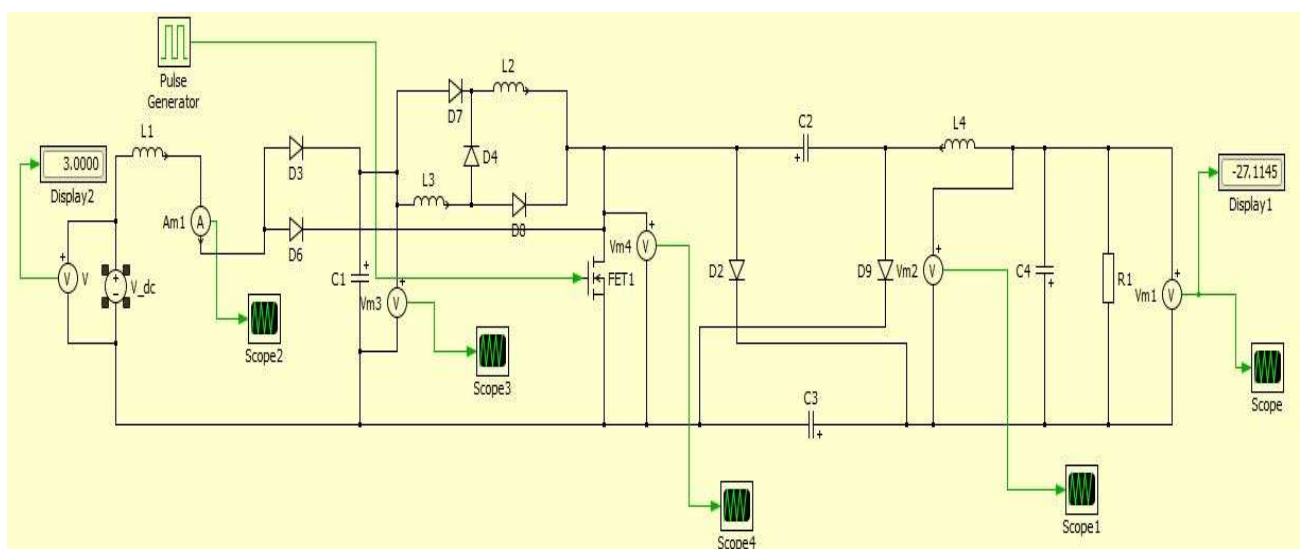 Pulse
Generator
L1
3.0000
Display2
V
V_dc
Am1
A
Scope2
D3
D6
C1
Vm3
V
Scope3
D7
L2
D4
L3
D8
FET1
Vm4
V
Scope4
D2
C2
D9
C3
L4
Vm2
V
Scope1
C4
R1
Vm1
V
-27.1145
Display1
Scope